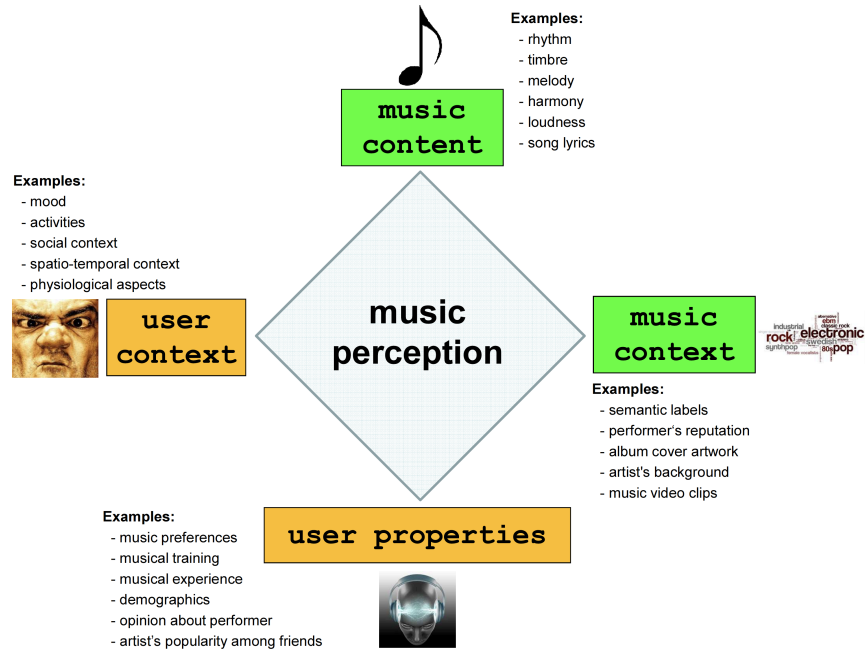 Examples:
- rhythm
- timbre
- melody
- harmony
- loudness
- song lyrics
music
content
Examples:
- mood
- activities
- social context
- spatio-temporal context
- physiological aspects
user
context
music
perception
music
context
alternative
ebm
industrial
classic rock
rock
electronic
swedish
synthpop
80s
pop
female vocalists
Examples:
- semantic labels
- performer‘s reputation
- album cover artwork
- artist's background
- music video clips
user properties
Examples:
- music preferences
- musical training
- musical experience
- demographics
- opinion about performer
- artist’s popularity among friends